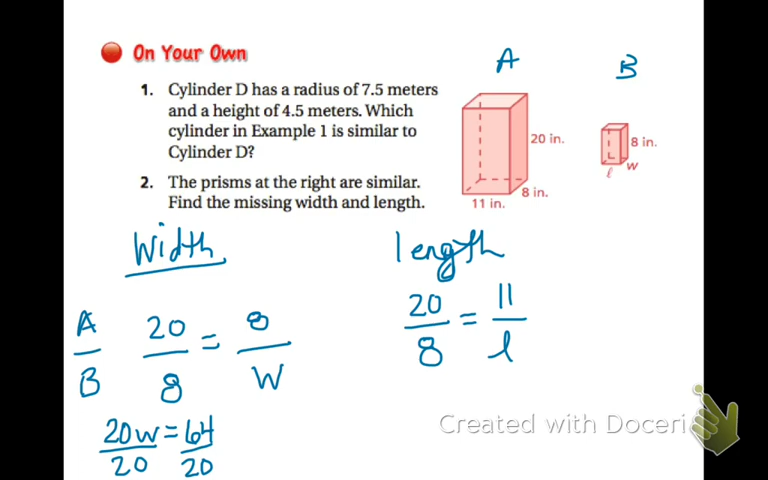 On Your Own
A
B
1. Cylinder D has a radius of 7.5 meters
and a height of 4.5 meters. Which
cylinder in Example 1 is similar to
Cylinder D?
2. The prisms at the right are similar.
Find the missing width and length.
20 in.
8 in.
11 in.
8 in.
w
ℓ
Width
A/B 20/8 = 8/W
20w/20 = 64/20
length
20/8 = 11/l
Created with Doceri